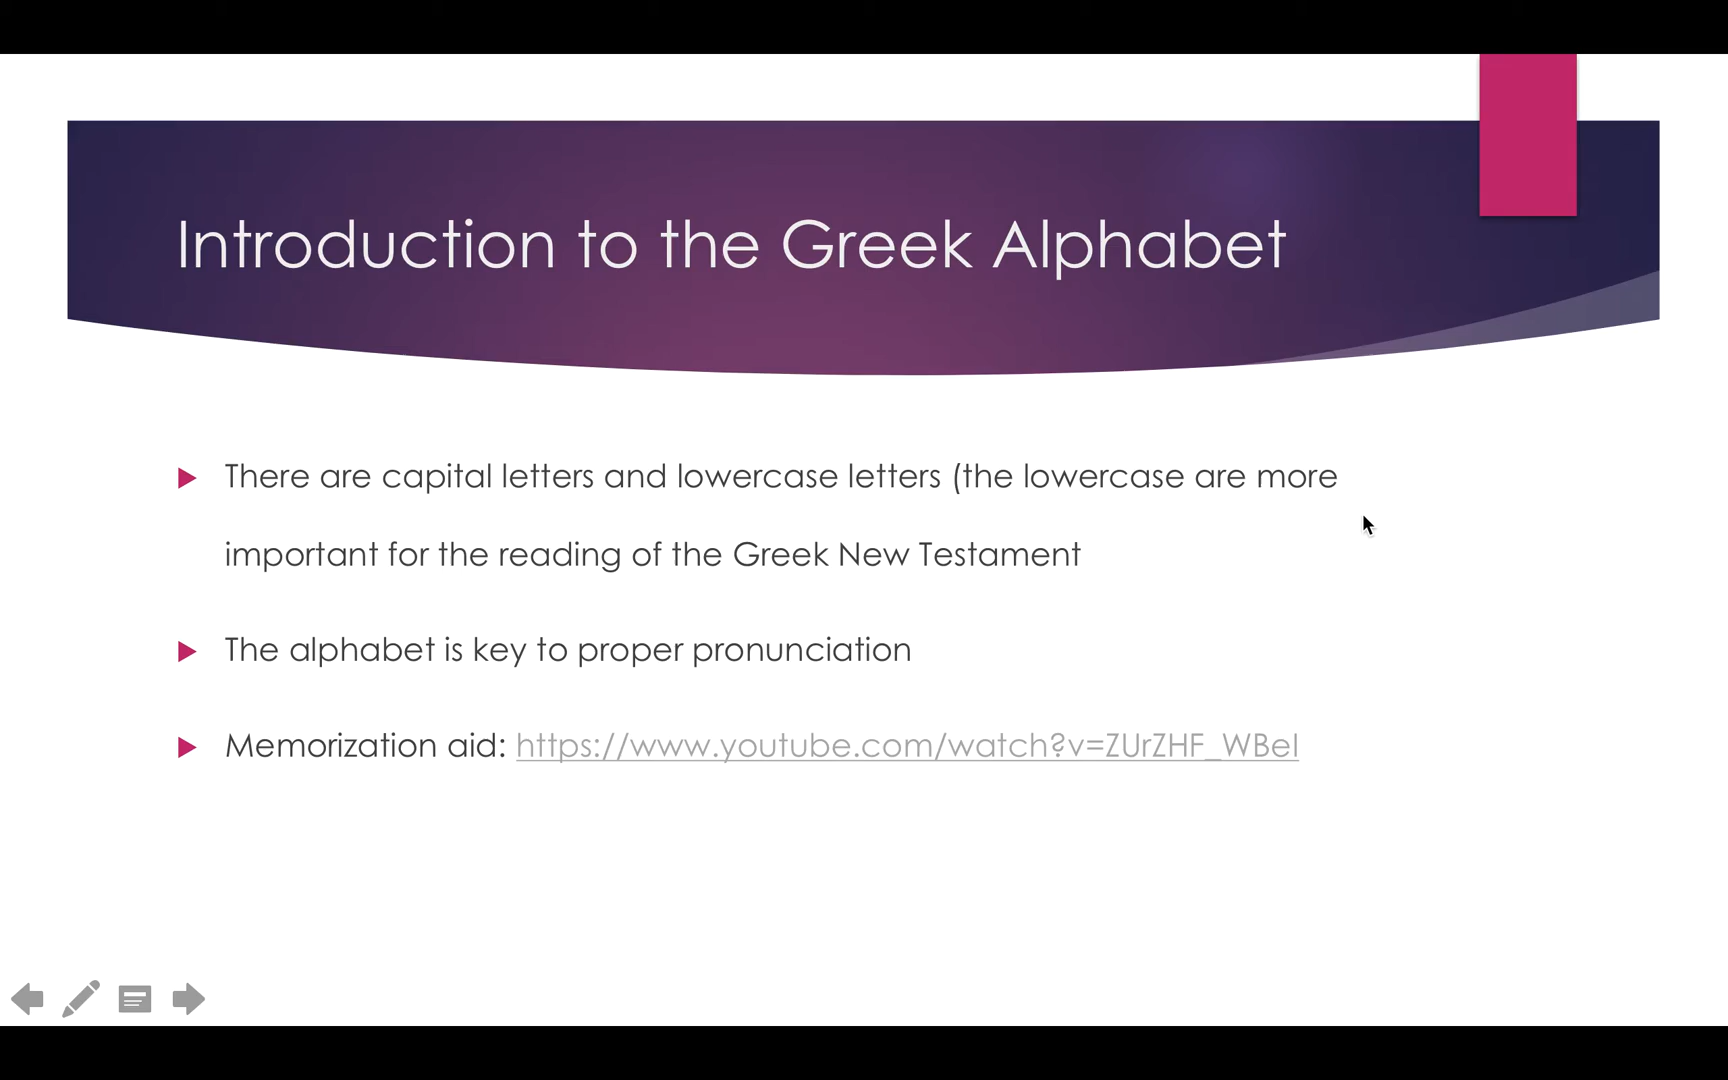 Introduction to the Greek Alphabet
There are capital letters and lowercase letters (the lowercase are more
important for the reading of the Greek New Testament
The alphabet is key to proper pronunciation
Memorization aid: https://www.youtube.com/watch?v=ZUrZHF_WBeI